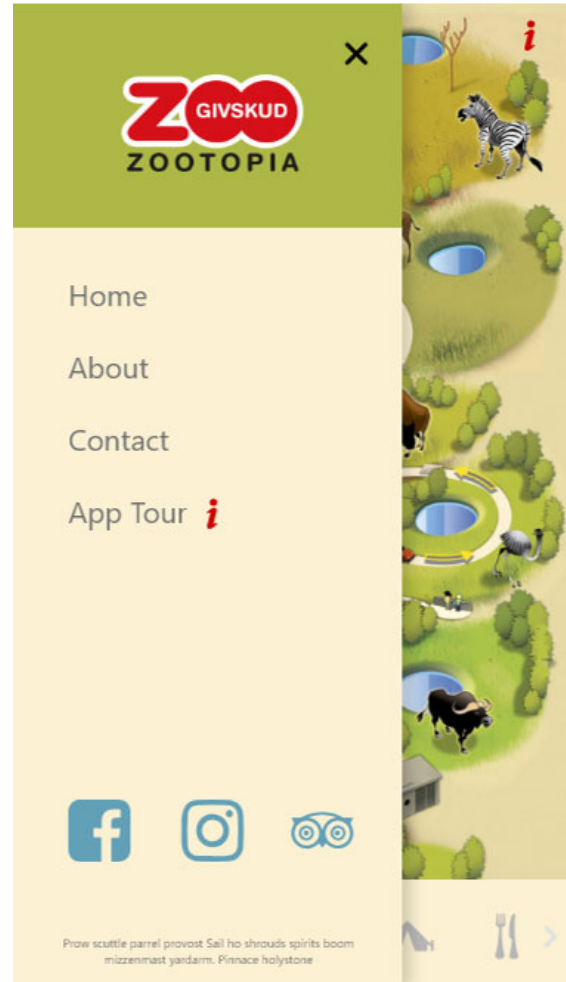 ZOO
GIVSKUD
ZOOTOPIA
i
Home
About
Contact
App Tour i
Prow scuttle parrel provost Sail ho shrouds spirits boom
mizzenmast yardarm. Pinnace holystone